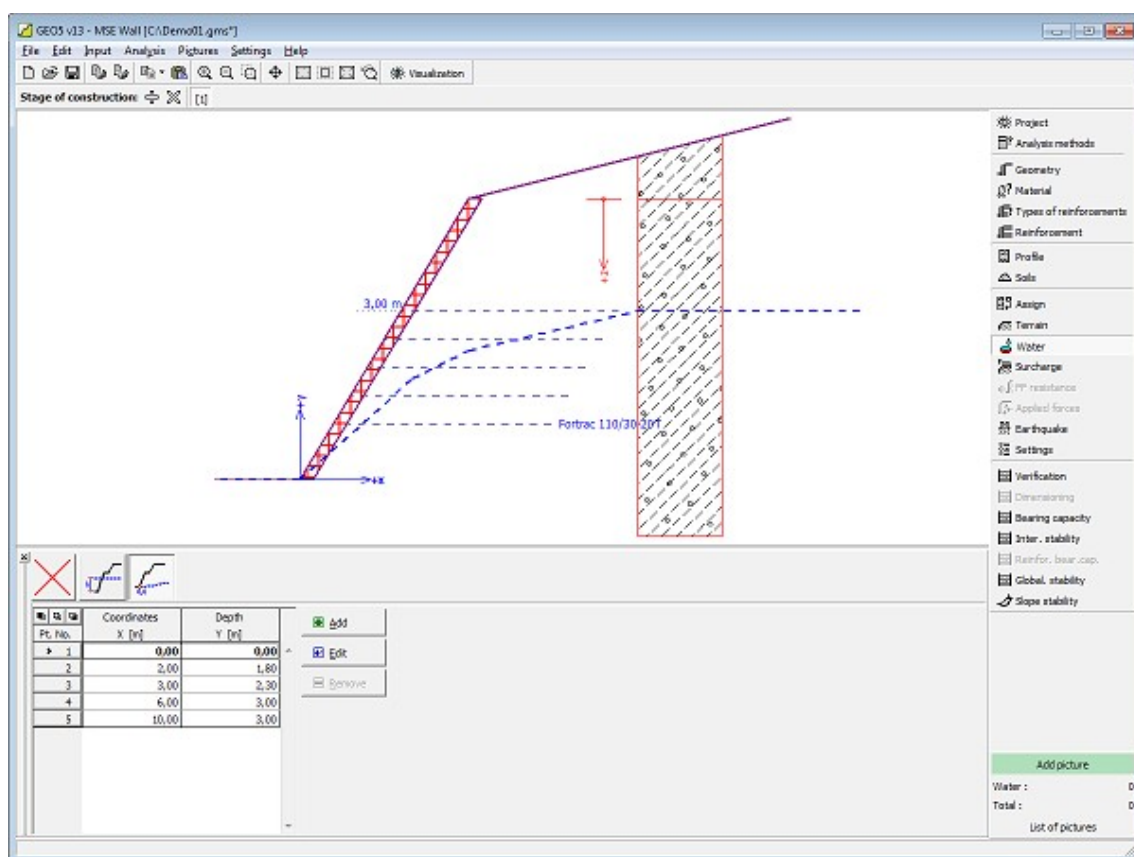 GEO5 v13 - MSE Wall [C:\Demo01.gms*]
File Edit Input Analysis Pictures Settings Help
Visualization
Stage of construction: [1]
3,00 m
+Z
+Y
+X
Fortrac 110/30-20T
Project
Analysis methods
Geometry
Material
Types of reinforcements
Reinforcement
Profile
Soils
Assign
Terrain
Water
Surcharge
FF resistance
Applied forces
Earthquake
Settings
Verification
Dimensioning
Bearing capacity
Inter. stability
Reinfor. bear.cap.
Global. stability
Slope stability
Coordinates Depth
Pt. No. X [m] Y [m]
1 0,00 0,00
2 2,00 1,80
3 3,00 2,30
4 6,00 3,00
5 10,00 3,00
Add
Edit
Remove
Add picture
Water : 0
Total : 0
List of pictures